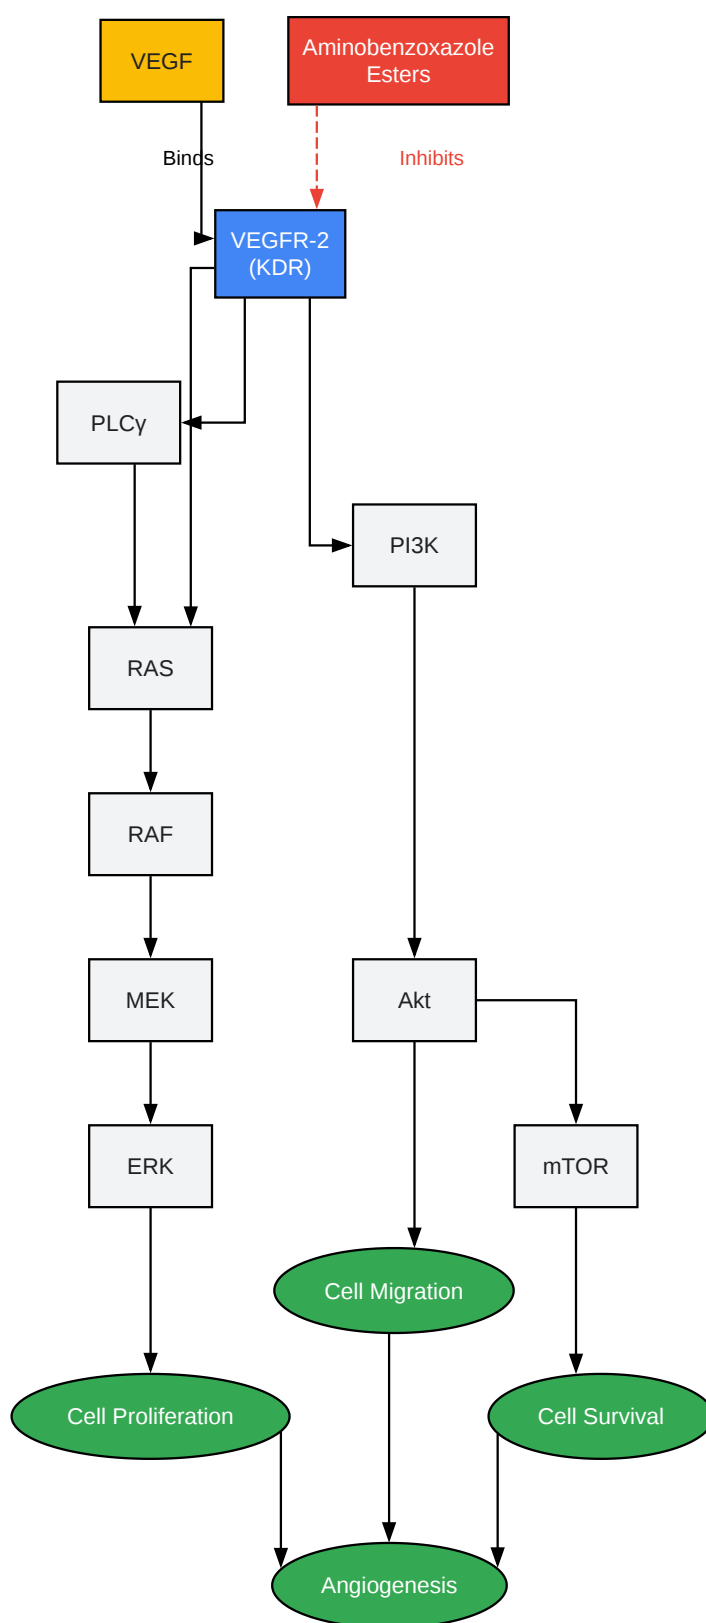 VEGF
Aminobenzoxazole
Esters
Binds
Inhibits
VEGFR-2
(KDR)
PLCγ
PI3K
RAS
RAF
MEK
Akt
ERK
mTOR
Cell Migration
Cell Proliferation
Cell Survival
Angiogenesis